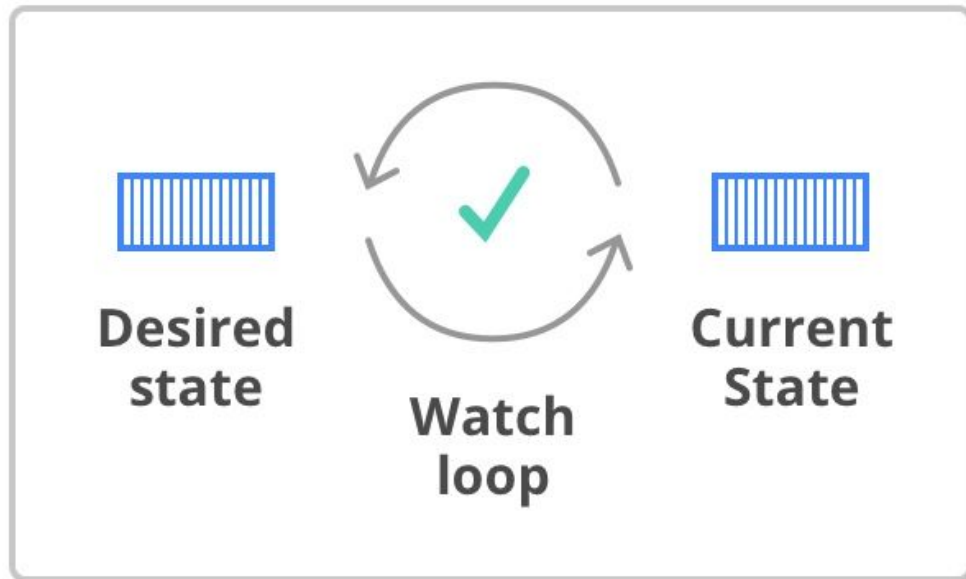 Desired
state
Watch
loop
Current
State